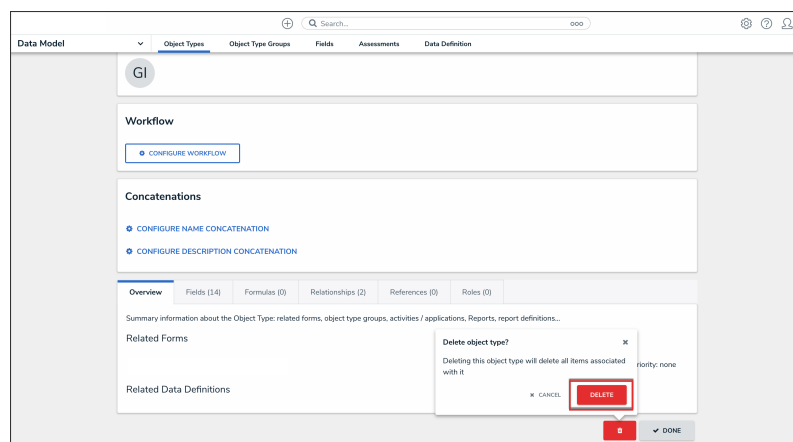 Search...
ooo
Data Model
Object Types
Object Type Groups
Fields
Assessments
Data Definition
GI
Workflow
CONFIGURE WORKFLOW
Concatenations
CONFIGURE NAME CONCATENATION
CONFIGURE DESCRIPTION CONCATENATION
Overview
Fields (14)
Formulas (0)
Relationships (2)
References (0)
Roles (0)
Summary information about the Object Type: related forms, object type groups, activities / applications, Reports, report definitions...
Related Forms
Delete object type?
Deleting this object type will delete all items associated
with it
riority: none
CANCEL
DELETE
Related Data Definitions
DONE